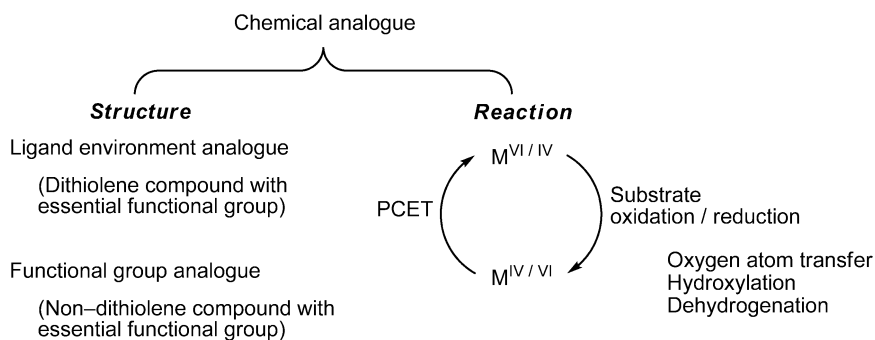 Chemical analogue
Structure
Ligand environment analogue
(Dithiolene compound with
essential functional group)
Functional group analogue
(Non–dithiolene compound with
essential functional group)
Reaction
M^VI / IV
PCET
Substrate
oxidation / reduction
M^IV / VI
Oxygen atom transfer
Hydroxylation
Dehydrogenation